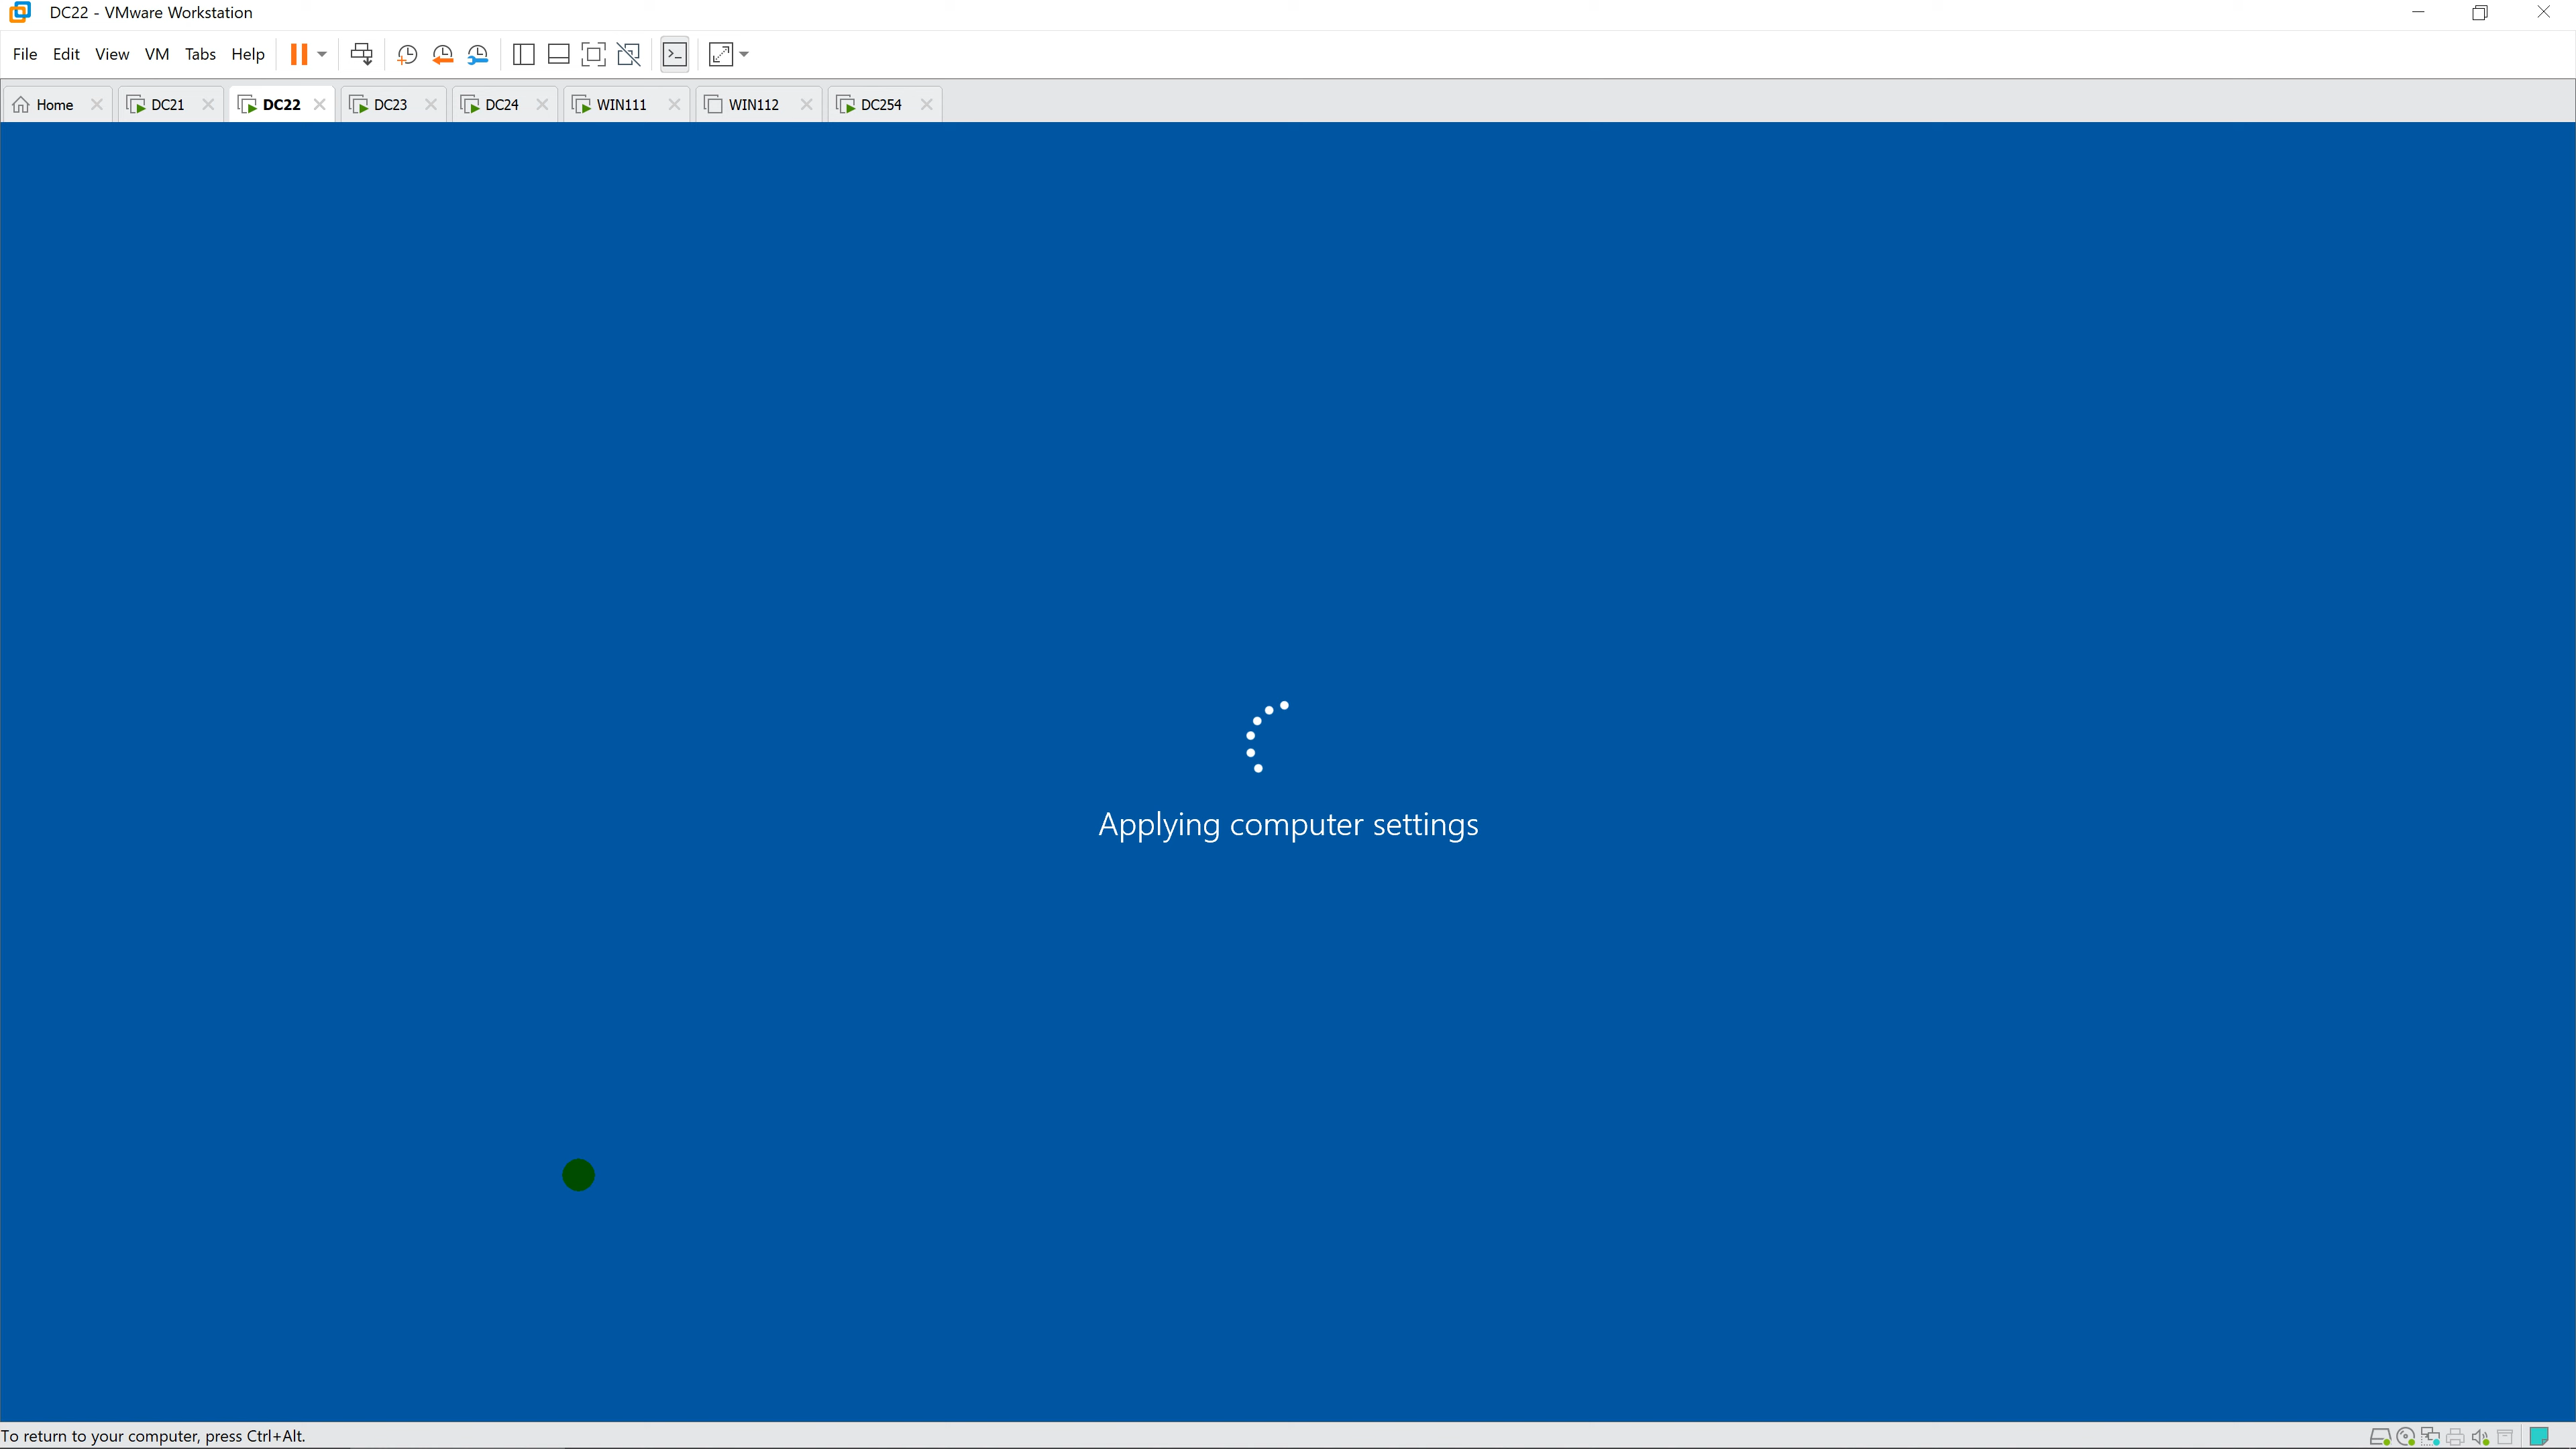 DC22 - VMware Workstation
File Edit View VM Tabs Help
Home DC21 DC22 DC23 DC24 WIN111 WIN112 DC254
Applying computer settings
To return to your computer, press Ctrl+Alt.